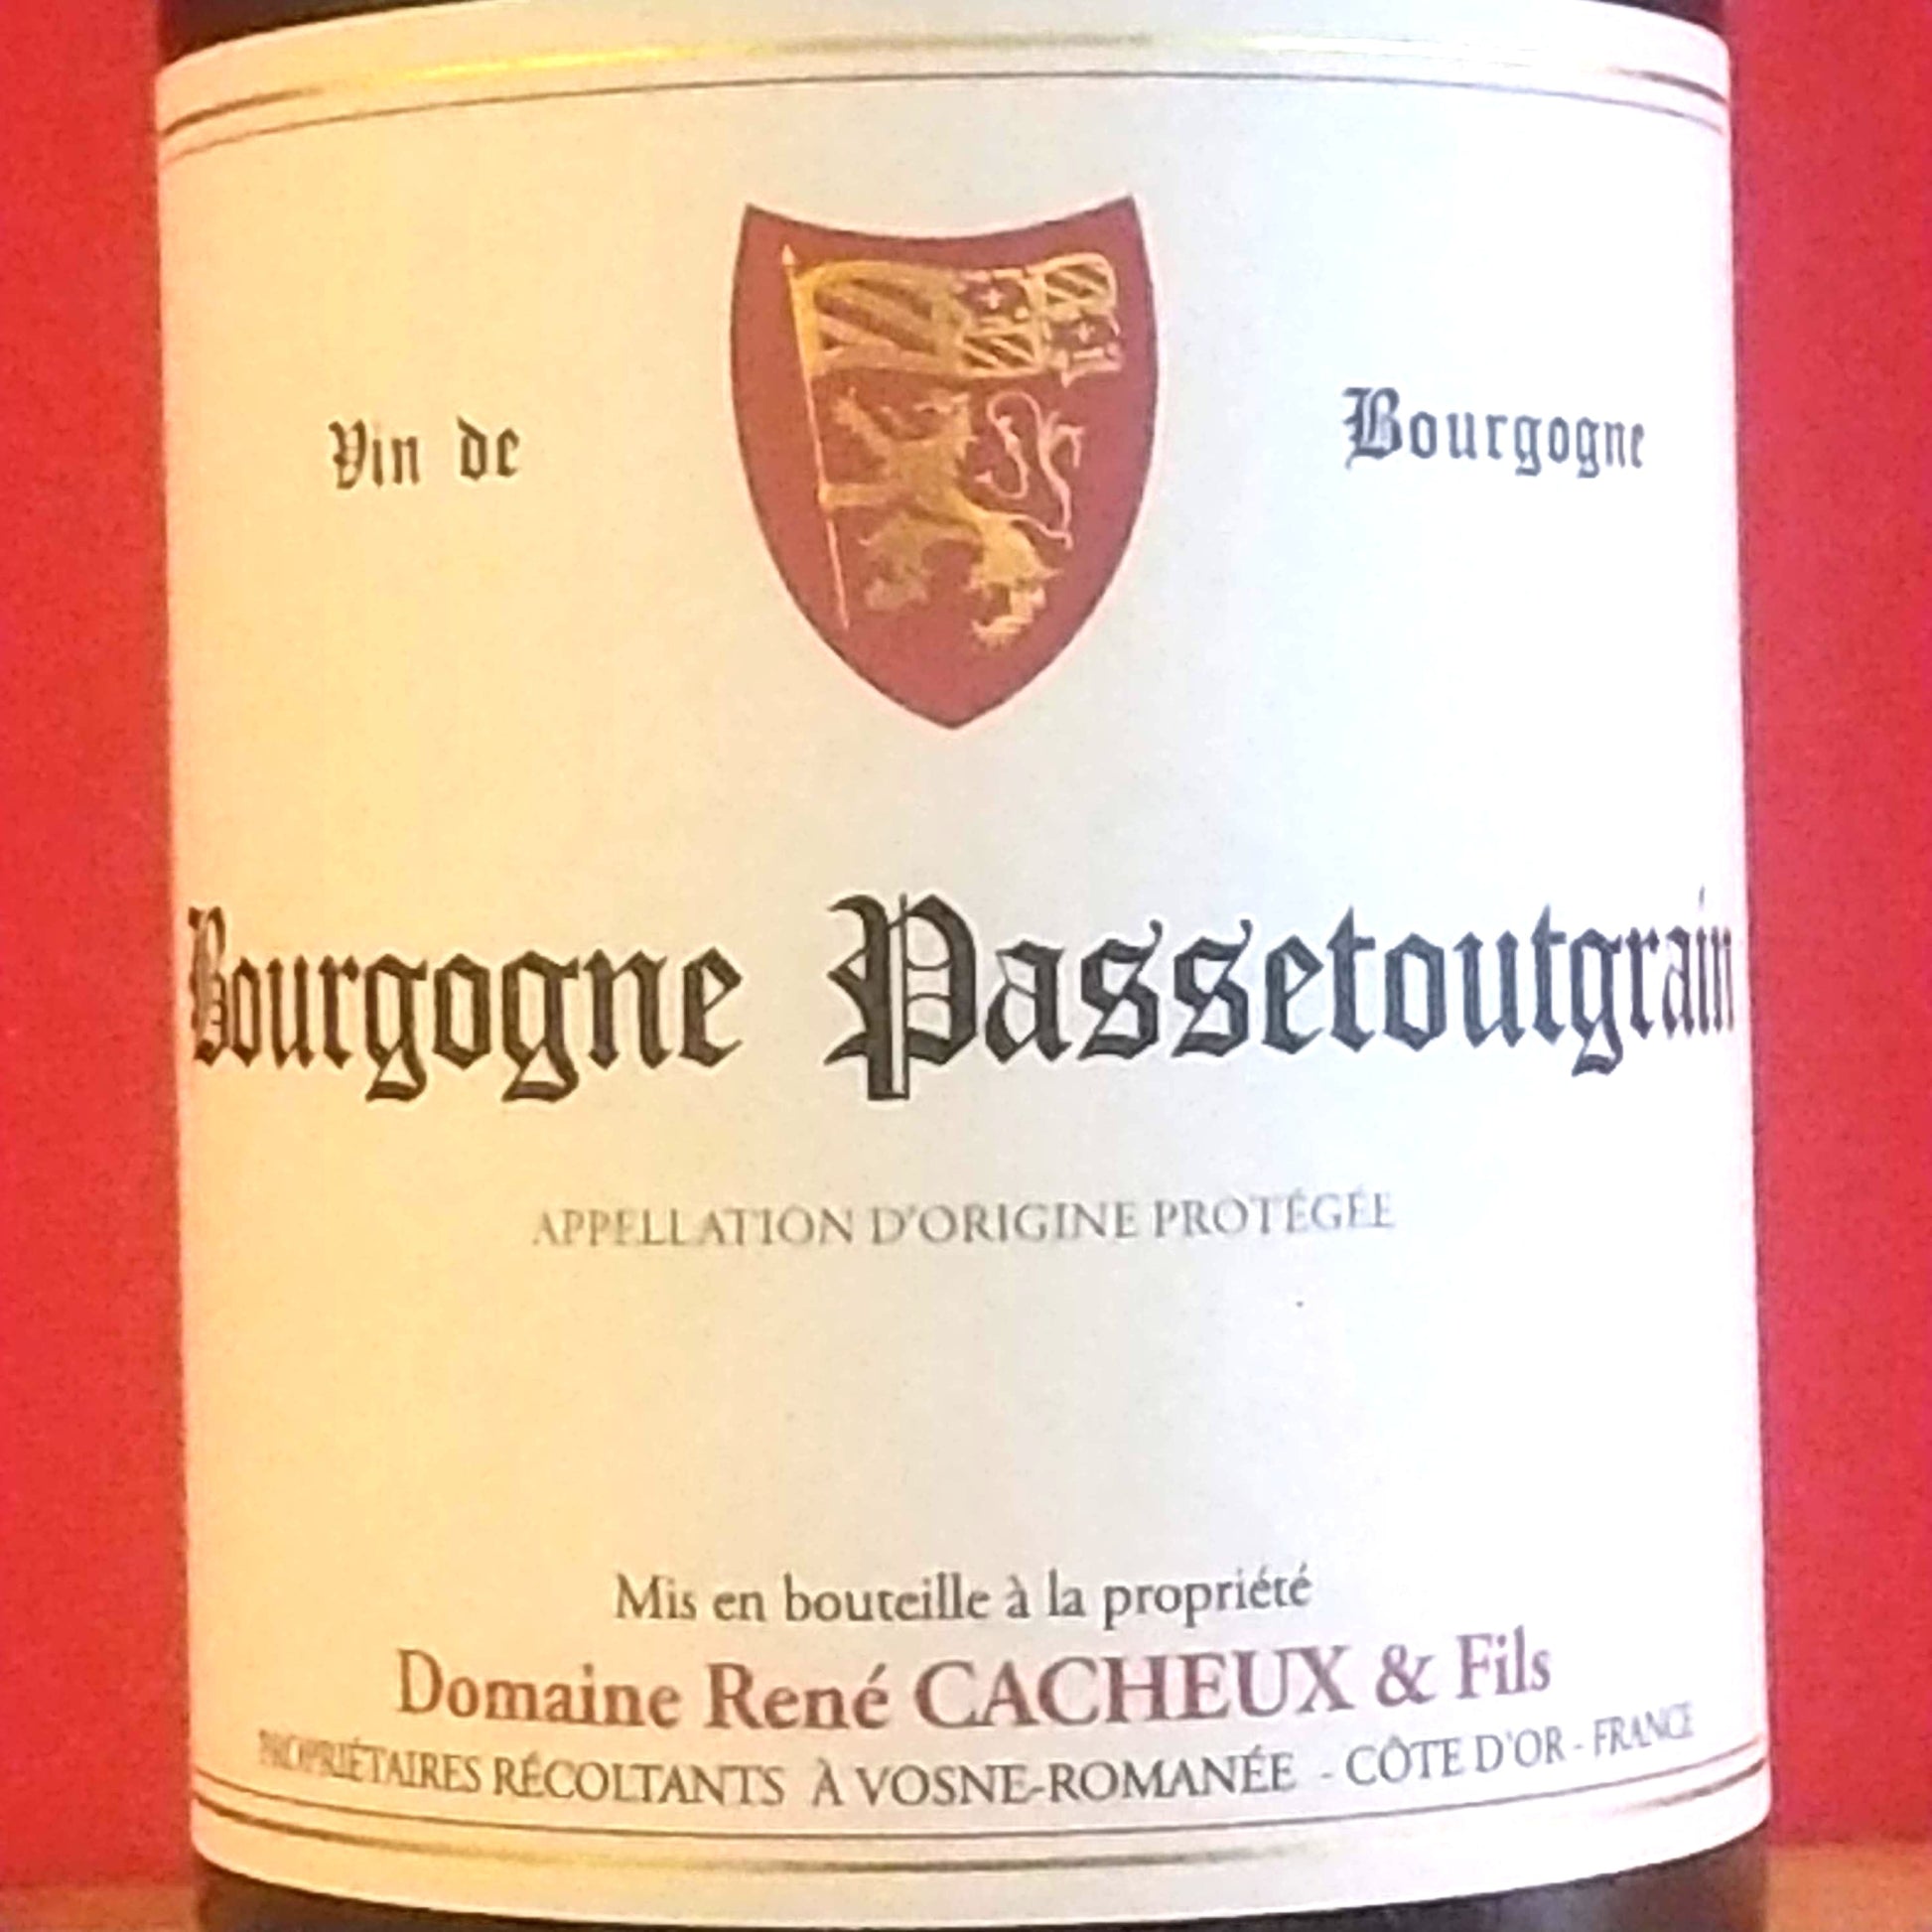 Vin de Bourgogne
Bourgogne Passetoutgrain
APPELLATION D'ORIGINE PROTÉGÉE
Mis en bouteille à la propriété
Domaine René CACHEUX & Fils
PROPRIÉTAIRES RÉCOLTANTS À VOSNE-ROMANÉE - CÔTE D'OR - FRANCE